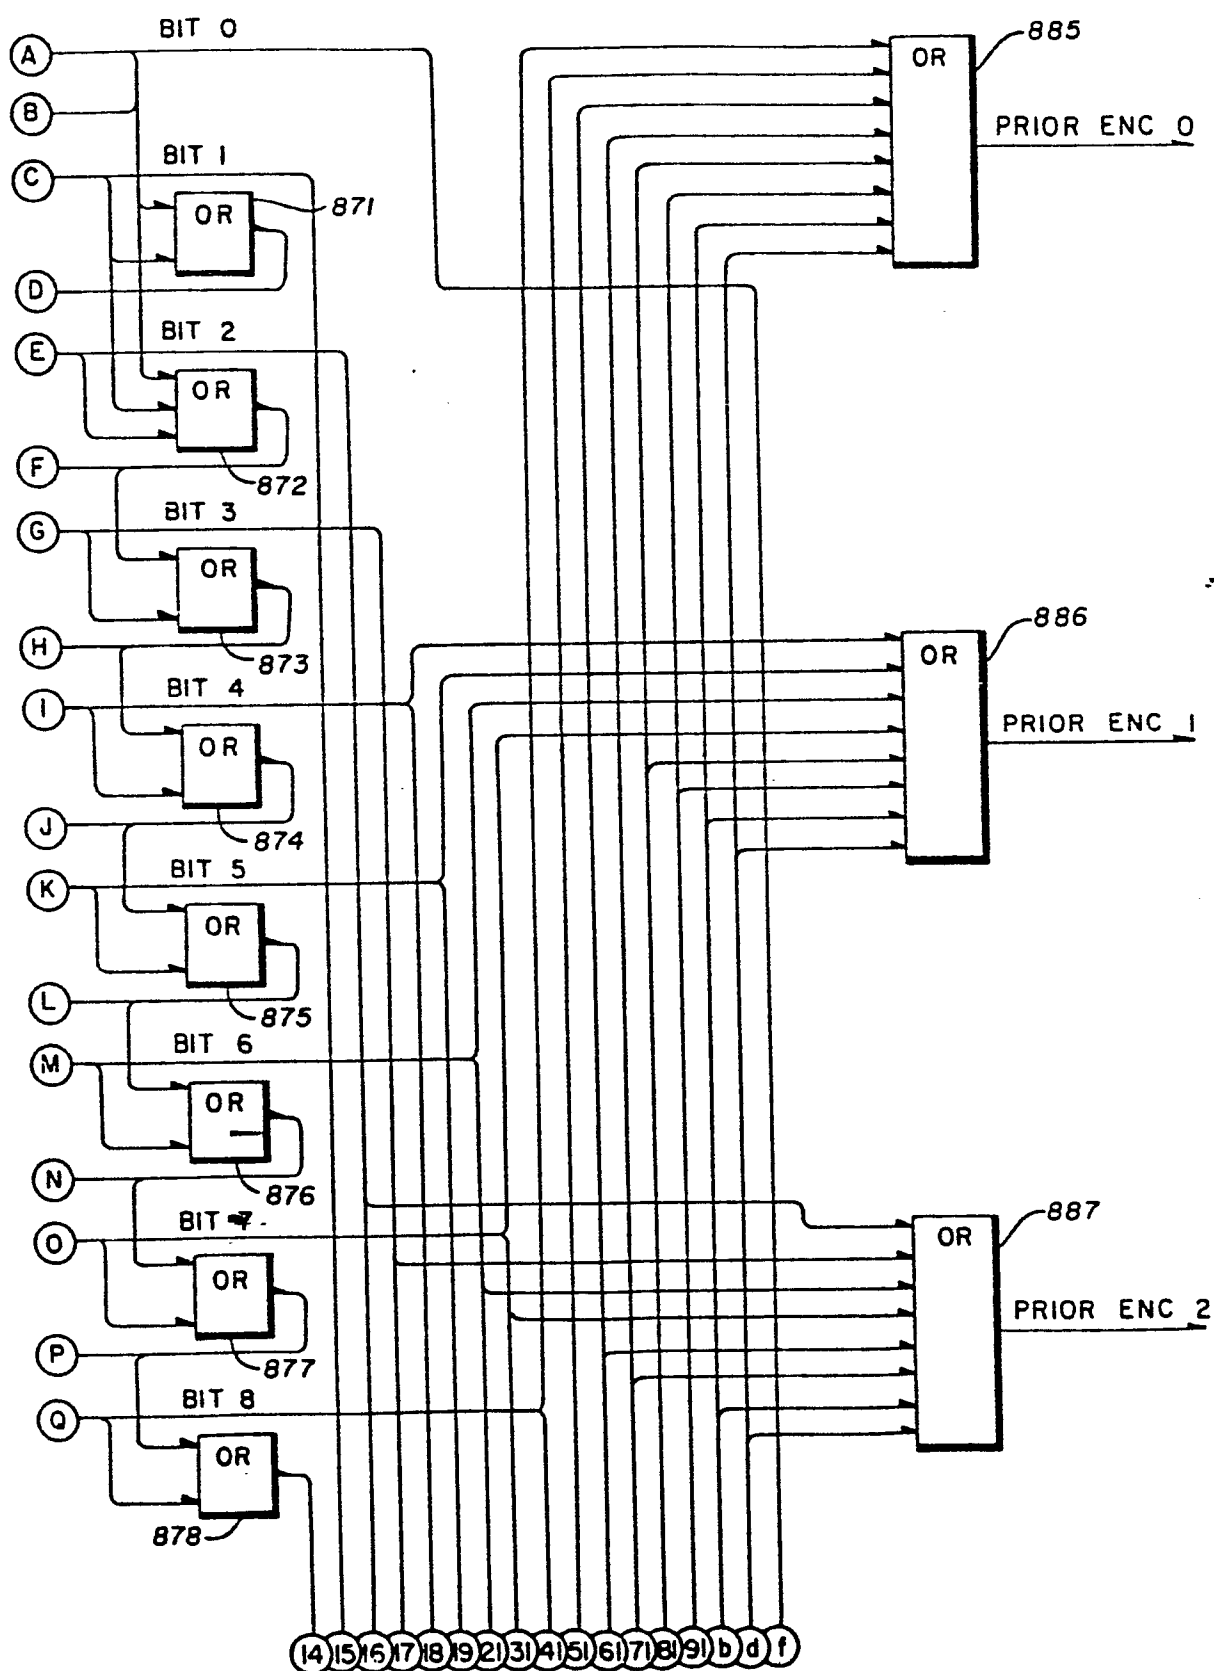 BIT 0
A
OR
885
B
PRIOR ENC 0
BIT 1
C
OR
871
D
BIT 2
E
OR
F
872
BIT 3
G
OR
H
873
OR
886
BIT 4
I
PRIOR ENC 1
OR
J
874
BIT 5
K
OR
L
875
BIT 6
M
OR
N
876
BIT 7
O
OR
887
OR
PRIOR ENC 2
P
877
BIT 8
Q
OR
878
14 15 16 17 18 19 21 31 41 51 61 71 81 91 b d f